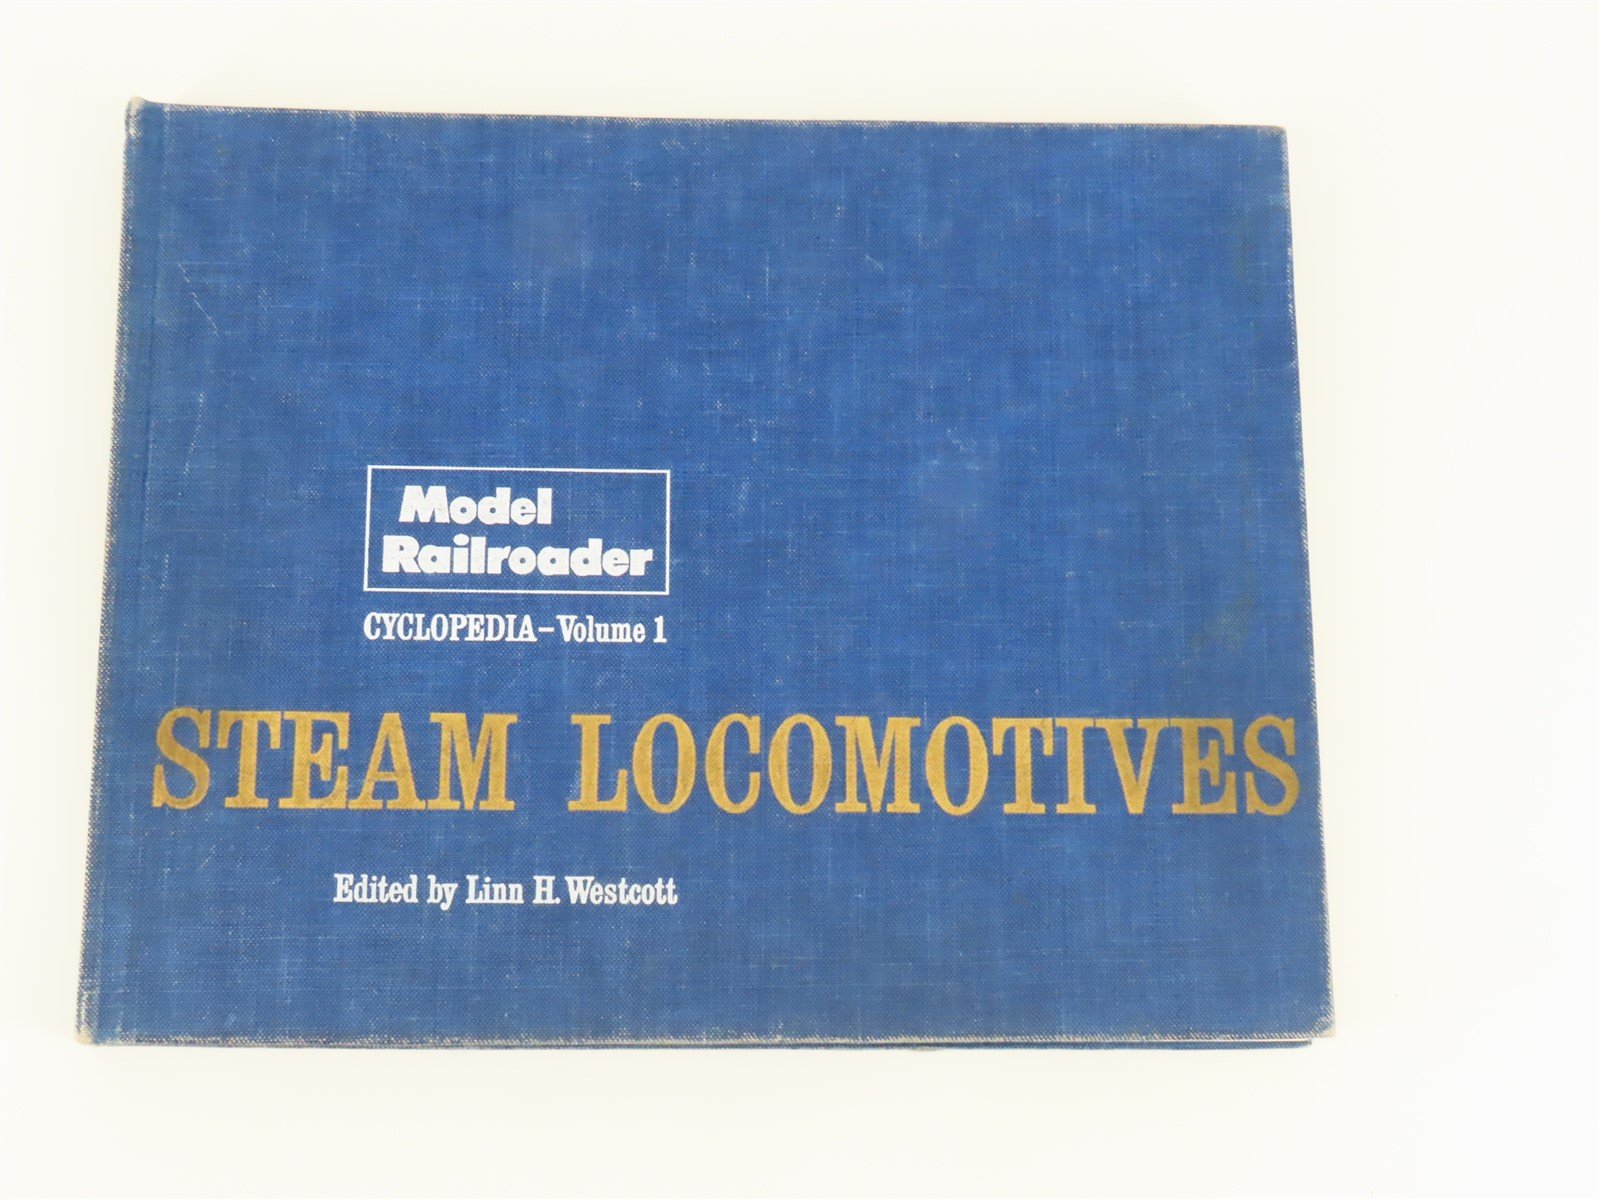 Model
Railroader
CYCLOPEDIA–Volume 1
STEAM LOCOMOTIVES
Edited by Linn H. Westcott